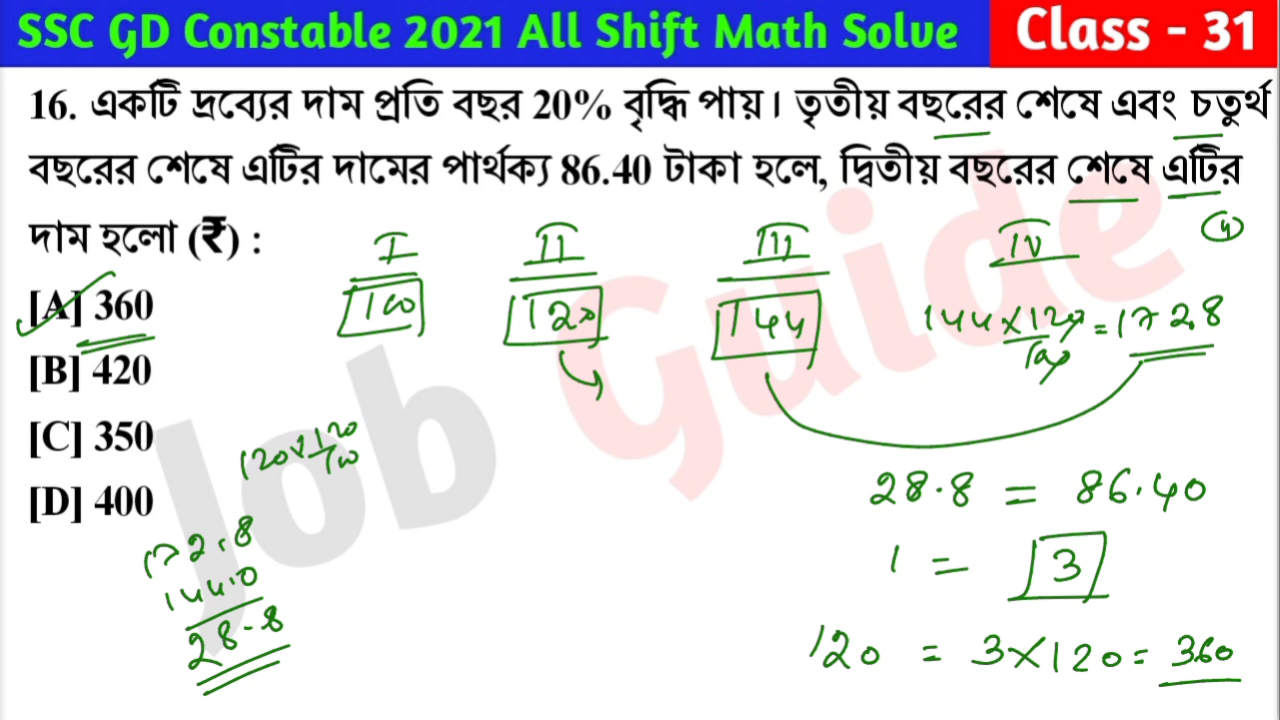 SSC GD Constable 2021 All Shift Math Solve
Class - 31
16. একটি দ্রব্যের দাম প্রতি বছর 20% বৃদ্ধি পায়। তৃতীয় বছরের শেষে এবং চতুর্থ
বছরের শেষে এটির দামের পার্থক্য 86.40 টাকা হলে, দ্বিতীয় বছরের শেষে এটির
দাম হলো (₹) :
[A] 360
[B] 420
[C] 350
[D] 400
I II III IV
100 120 144 144 × 120/100 = 172.8
120 × 120/100
172.8
144.0
28.8
28.8 = 86.40
1 = 3
120 = 3 × 120 = 360
Job Guide